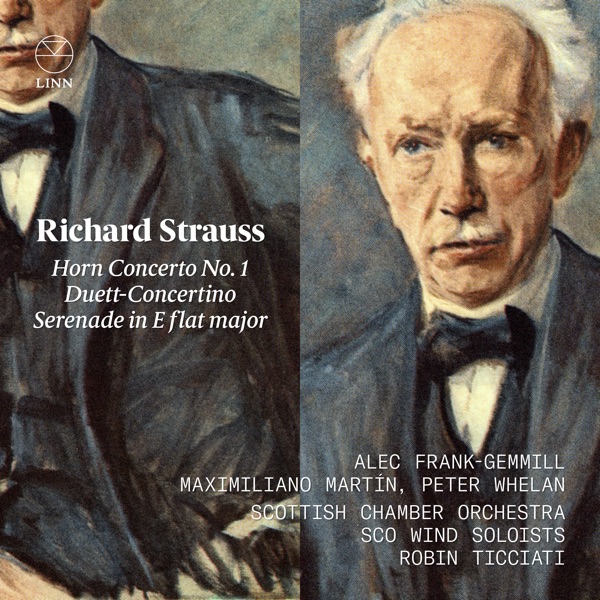 LINN
Richard Strauss
Horn Concerto No. 1
Duett-Concertino
Serenade in E flat major
ALEC FRANK-GEMMILL
MAXIMILIANO MARTÍN, PETER WHELAN
SCOTTISH CHAMBER ORCHESTRA
SCO WIND SOLOISTS
ROBIN TICCIATI